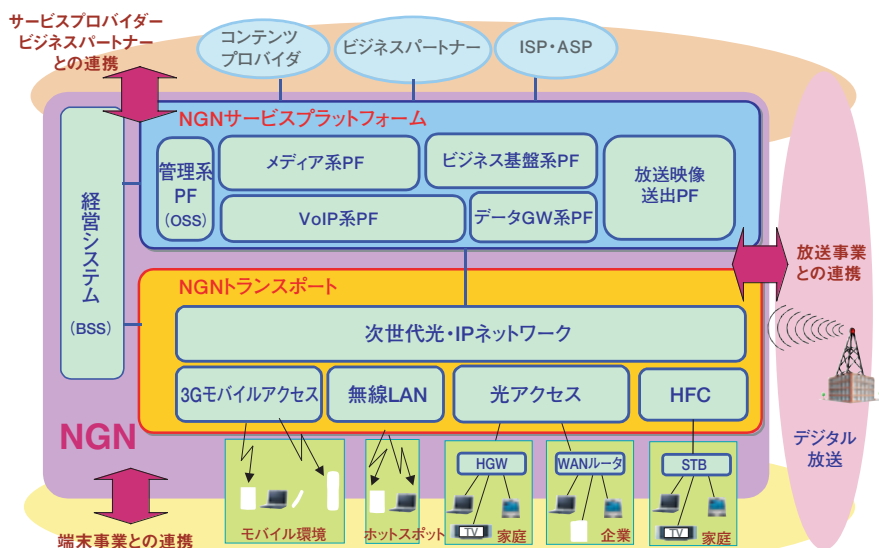 サービスプロバイダー
ビジネスパートナー
との連携
コンテンツ
プロバイダ
ビジネスパートナー
ISP・ASP
NGNサービスプラットフォーム
管理系
PF
(OSS)
メディア系PF
ビジネス基盤系PF
放送映像
送出PF
VoIP系PF
データGW系PF
経営システム
(BSS)
放送事業
との連携
NGNトランスポート
次世代光・IPネットワーク
3Gモバイルアクセス
無線LAN
光アクセス
HFC
NGN
デジタル
放送
HGW
WANルータ
STB
TV
TV
モバイル環境
ホットスポット
家庭
企業
家庭
端末事業との連携